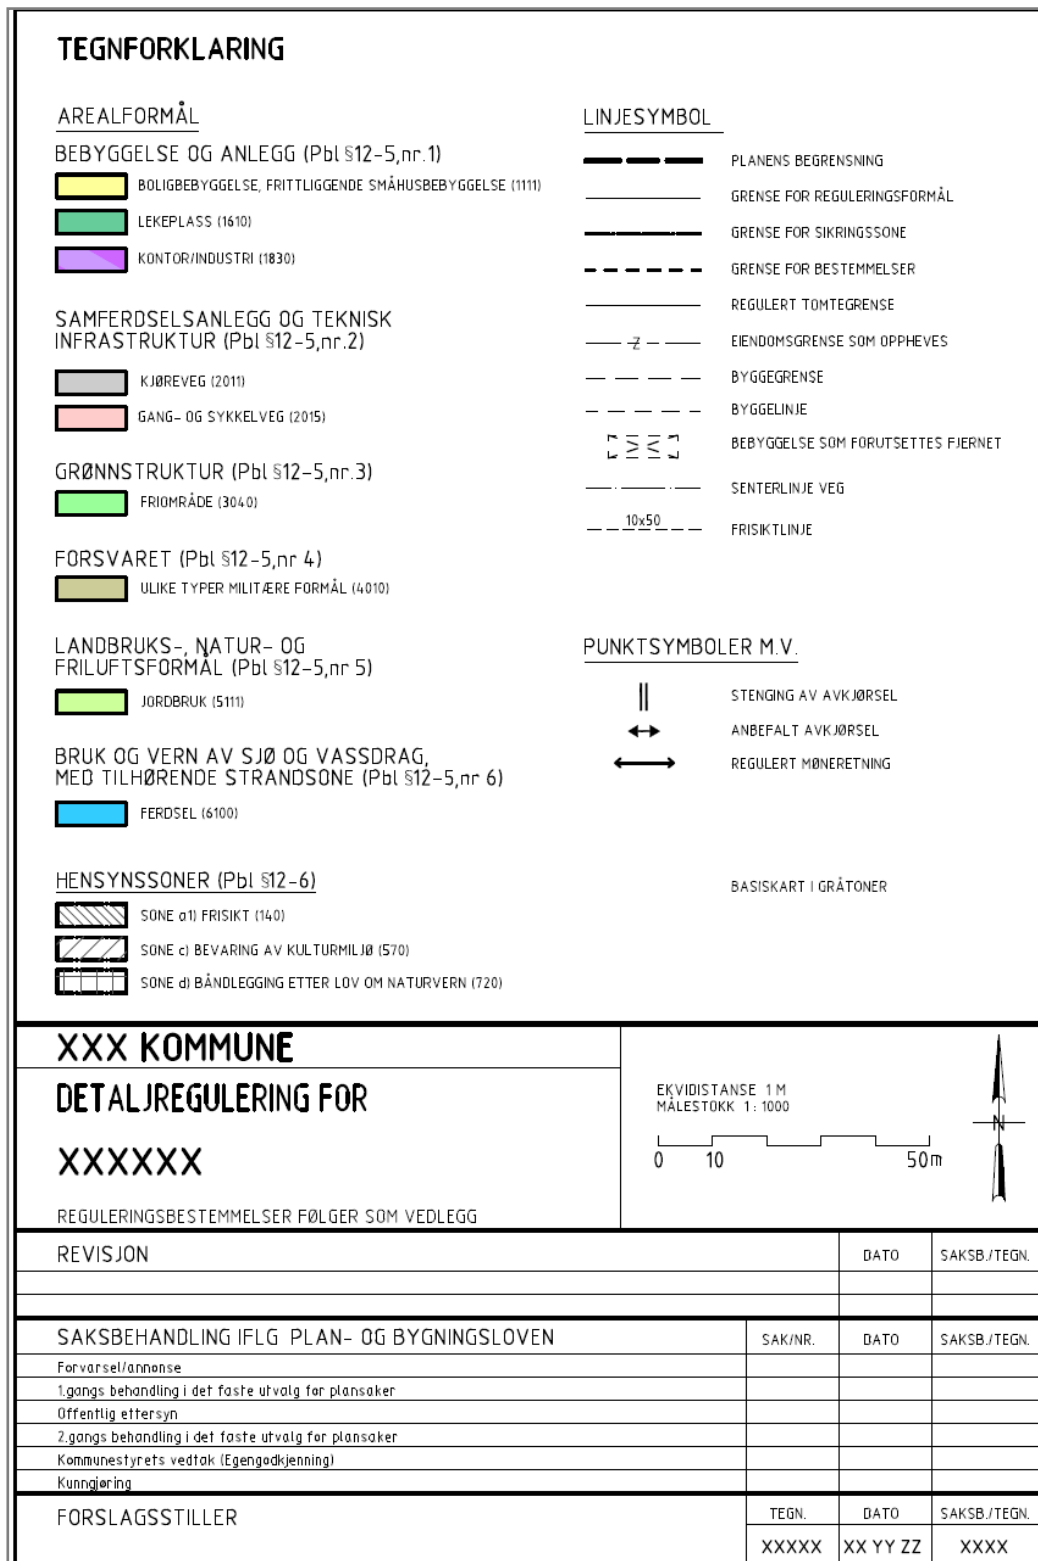 TEGNFORKLARING
AREALFORMÅL
BEBYGGELSE OG ANLEGG (Pbl §12-5,nr.1)
BOLIGBEBYGGELSE, FRITTLIGGENDE SMÅHUSBEBYGGELSE (1111)
LEKEPLASS (1610)
KONTOR/INDUSTRI (1830)
SAMFERDSELSANLEGG OG TEKNISK
INFRASTRUKTUR (Pbl §12-5,nr.2)
KJØREVEG (2011)
GANG- OG SYKKELVEG (2015)
GRØNNSTRUKTUR (Pbl §12-5,nr.3)
FRIOMRÅDE (3040)
FORSVARET (Pbl §12-5,nr 4)
ULIKE TYPER MILITÆRE FORMÅL (4010)
LANDBRUKS-, NATUR- OG
FRILUFTSFORMÅL (Pbl §12-5,nr 5)
JORDBRUK (5111)
BRUK OG VERN AV SJØ OG VASSDRAG,
MED TILHØRENDE STRANDSONE (Pbl §12-5,nr 6)
FERDSEL (6100)
HENSYNSSONER (Pbl §12-6)
SONE a1) FRISIKT (140)
SONE c) BEVARING AV KULTURMILJØ (570)
SONE d) BÅNDLEGGING ETTER LOV OM NATURVERN (720)
LINJESYMBOL
PLANENS BEGRENSNING
GRENSE FOR REGULERINGSFORMÅL
GRENSE FOR SIKRINGSSONE
GRENSE FOR BESTEMMELSER
REGULERT TOMTEGRENSE
Z EIENDOMSGRENSE SOM OPPHEVES
BYGGEGRENSE
BYGGELINJE
BEBYGGELSE SOM FORUTSETTES FJERNET
SENTERLINJE VEG
10x50 FRISIKTLINJE
PUNKTSYMBOLER M.V.
STENGING AV AVKJØRSEL
ANBEFALT AVKJØRSEL
REGULERT MØNERETNING
BASISKART I GRÅTONER
XXX KOMMUNE
DETALJREGULERING FOR
XXXXXX
REGULERINGSBESTEMMELSER FØLGER SOM VEDLEGG
EKVIDISTANSE 1 M
MÅLESTOKK 1 : 1000
0 10 50m
N
REVISJON DATO SAKSB./TEGN.
SAKSBEHANDLING IFLG PLAN- OG BYGNINGSLOVEN SAK/NR. DATO SAKSB./TEGN.
Forvarsel/annonse
1.gangs behandling i det faste utvalg for plansaker
Offentlig ettersyn
2.gangs behandling i det faste utvalg for plansaker
Kommunestyrets vedtak (Egengodkjenning)
Kunngjøring
FORSLAGSSTILLER TEGN. DATO SAKSB./TEGN.
XXXXX XX YY ZZ XXXX